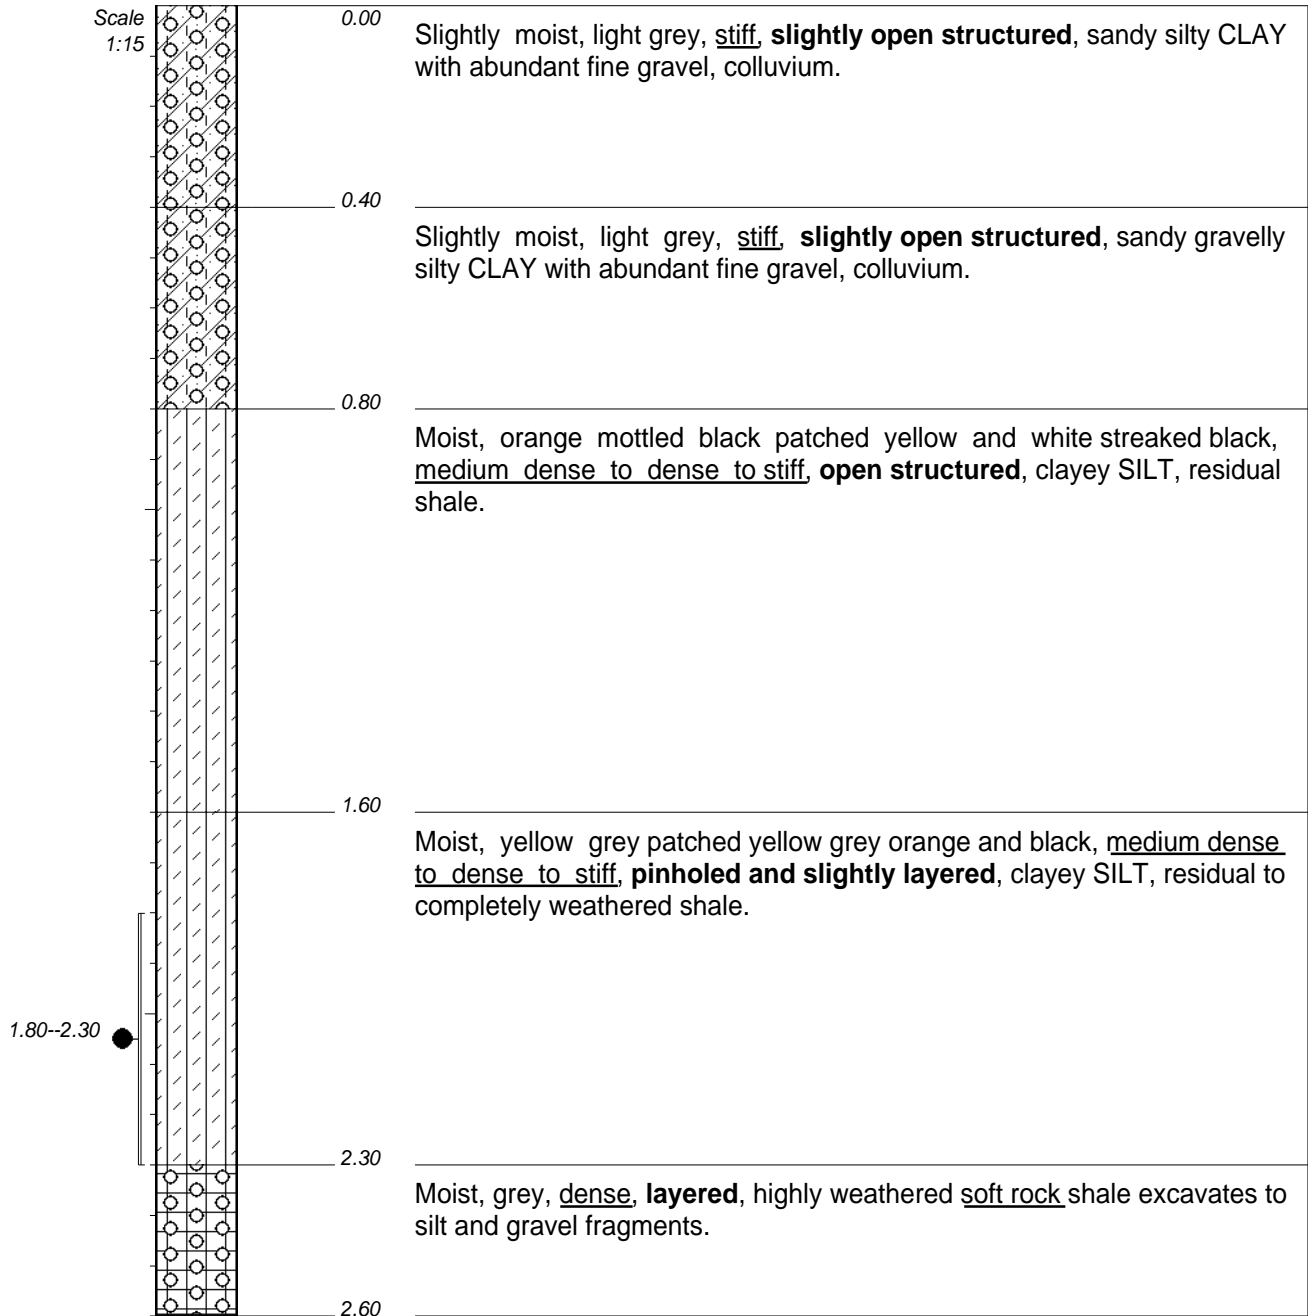 Scale
1:15
0.00
Slightly moist, light grey, stiff, slightly open structured, sandy silty CLAY
with abundant fine gravel, colluvium.
0.40
Slightly moist, light grey, stiff, slightly open structured, sandy gravelly
silty CLAY with abundant fine gravel, colluvium.
0.80
Moist, orange mottled black patched yellow and white streaked black,
medium dense to dense to stiff, open structured, clayey SILT, residual
shale.
1.60
Moist, yellow grey patched yellow grey orange and black, medium dense
to dense to stiff, pinholed and slightly layered, clayey SILT, residual to
completely weathered shale.
1.80--2.30
2.30
Moist, grey, dense, layered, highly weathered soft rock shale excavates to
silt and gravel fragments.
2.60